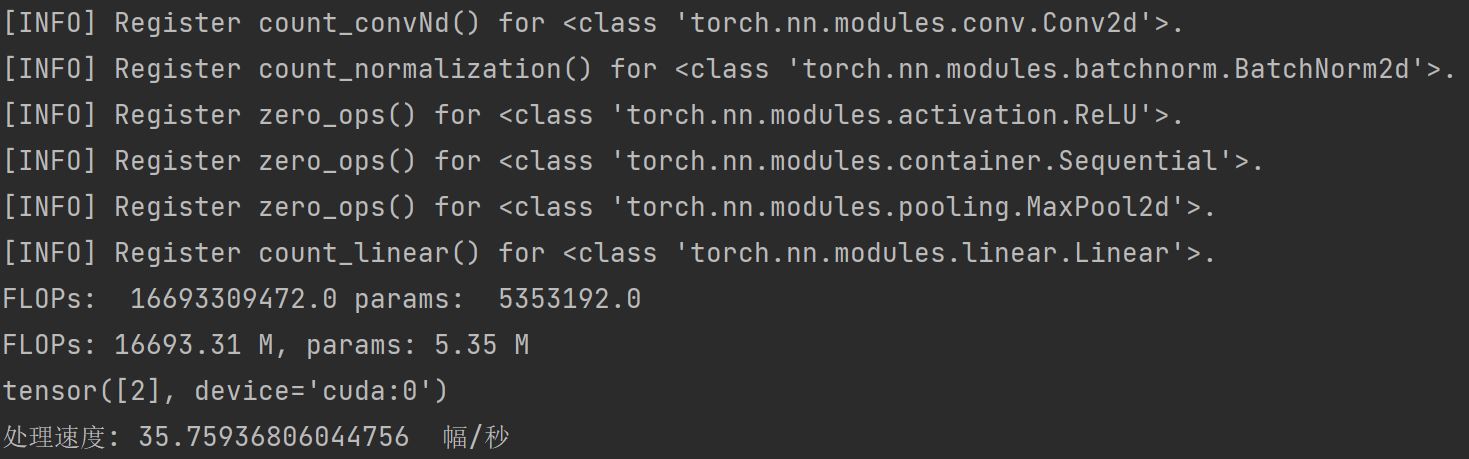 [INFO] Register count_convNd() for <class 'torch.nn.modules.conv.Conv2d'>.
[INFO] Register count_normalization() for <class 'torch.nn.modules.batchnorm.BatchNorm2d'>.
[INFO] Register zero_ops() for <class 'torch.nn.modules.activation.ReLU'>.
[INFO] Register zero_ops() for <class 'torch.nn.modules.container.Sequential'>.
[INFO] Register zero_ops() for <class 'torch.nn.modules.pooling.MaxPool2d'>.
[INFO] Register count_linear() for <class 'torch.nn.modules.linear.Linear'>.
FLOPs:  16693309472.0 params:  5353192.0
FLOPs: 16693.31 M, params: 5.35 M
tensor([2], device='cuda:0')
处理速度: 35.75936806044756  幅/秒